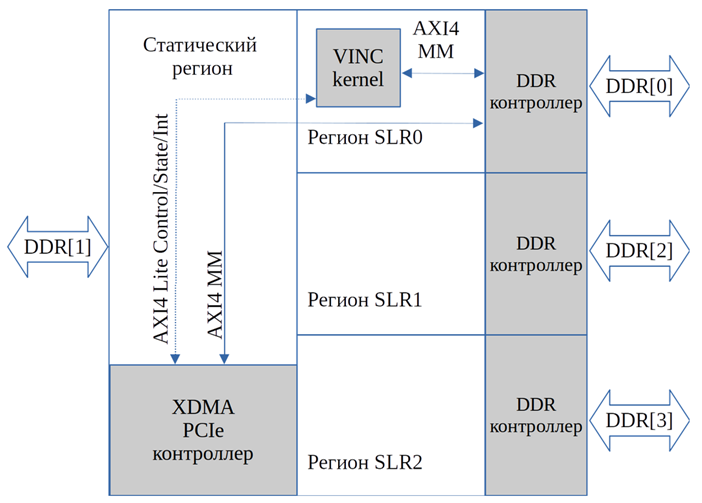 Статический
регион
VINC
kernel
AXI4
MM
DDR
контроллер
DDR[0]
Регион SLR0
AXI4 Lite Control/State/Int
AXI4 MM
DDR[1]
DDR
контроллер
DDR[2]
Регион SLR1
XDMA
PCIe
контроллер
DDR
контроллер
DDR[3]
Регион SLR2